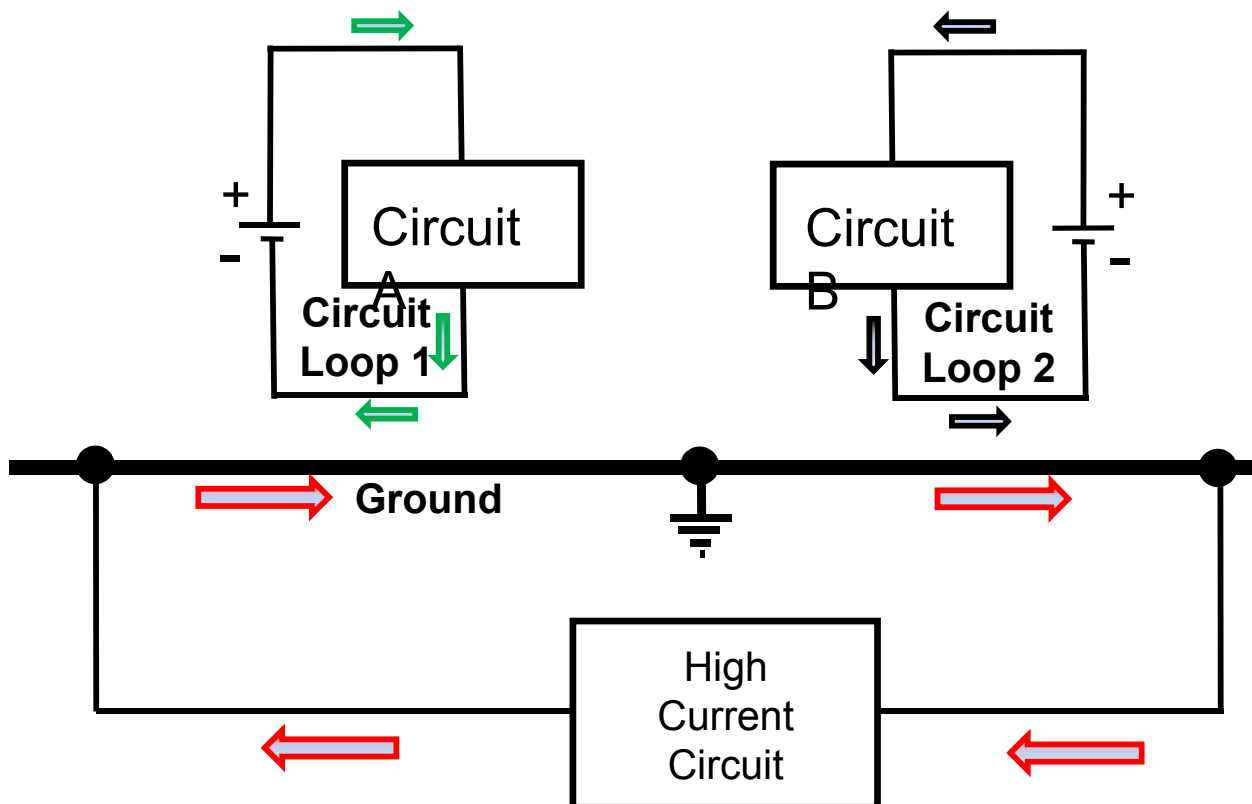 +
-
Circuit
A
Circuit
Loop 1
Circuit
B
+
-
Circuit
Loop 2
Ground
High
Current
Circuit